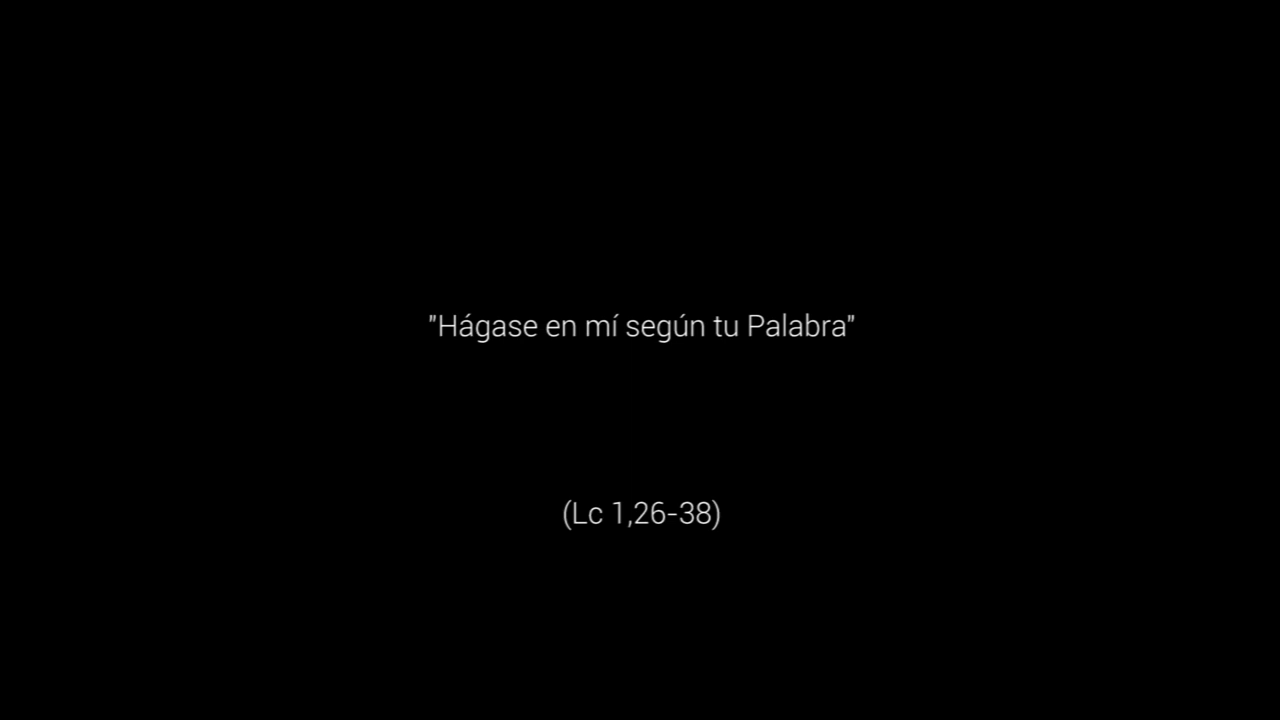 "Hágase en mí según tu Palabra"
(Lc 1,26-38)